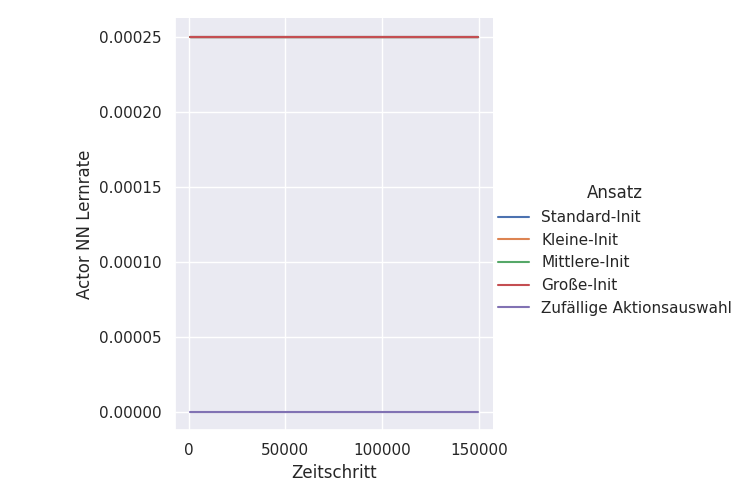 0.00025
0.00020
0.00015
0.00010
0.00005
0.00000
Actor NN Lernrate
0 50000 100000 150000
Zeitschritt
Ansatz
Standard-Init
Kleine-Init
Mittlere-Init
Große-Init
Zufällige Aktionsauswahl